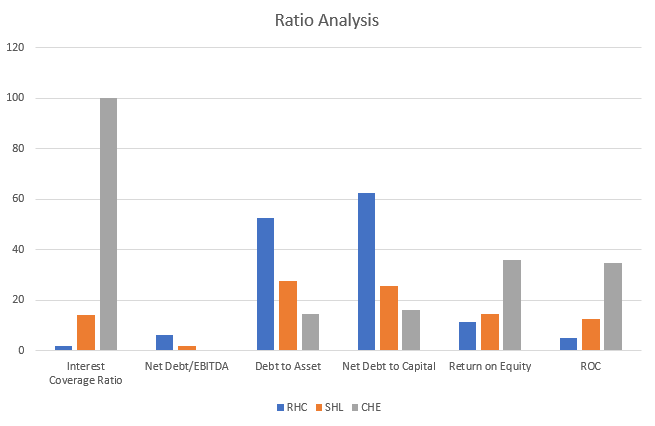 Ratio Analysis
120
100
80
60
40
20
0
Interest
Coverage Ratio
Net Debt/EBITDA
Debt to Asset
Net Debt to Capital
Return on Equity
ROC
RHC
SHL
CHE